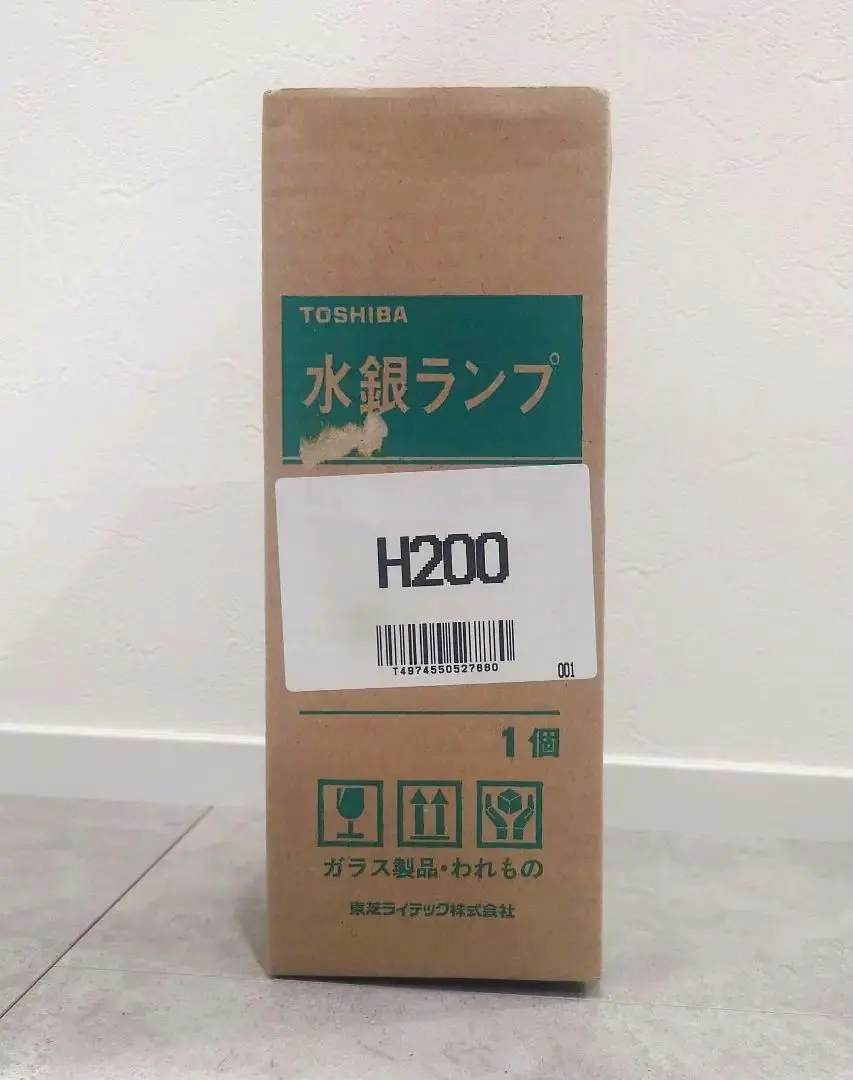 TOSHIBA
水銀ランプ
H200
T4974550527880
001
1個
ガラス製品・われもの
東芝ライテック株式会社